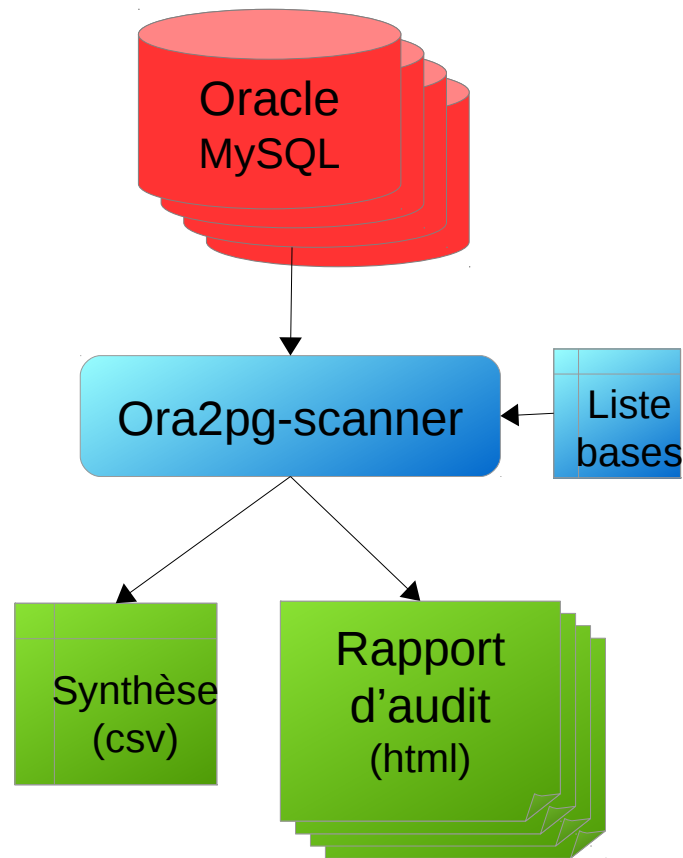 Oracle
MySQL
Ora2pg-scanner
Liste
bases
Synthèse
(csv)
Rapport
d’audit
(html)